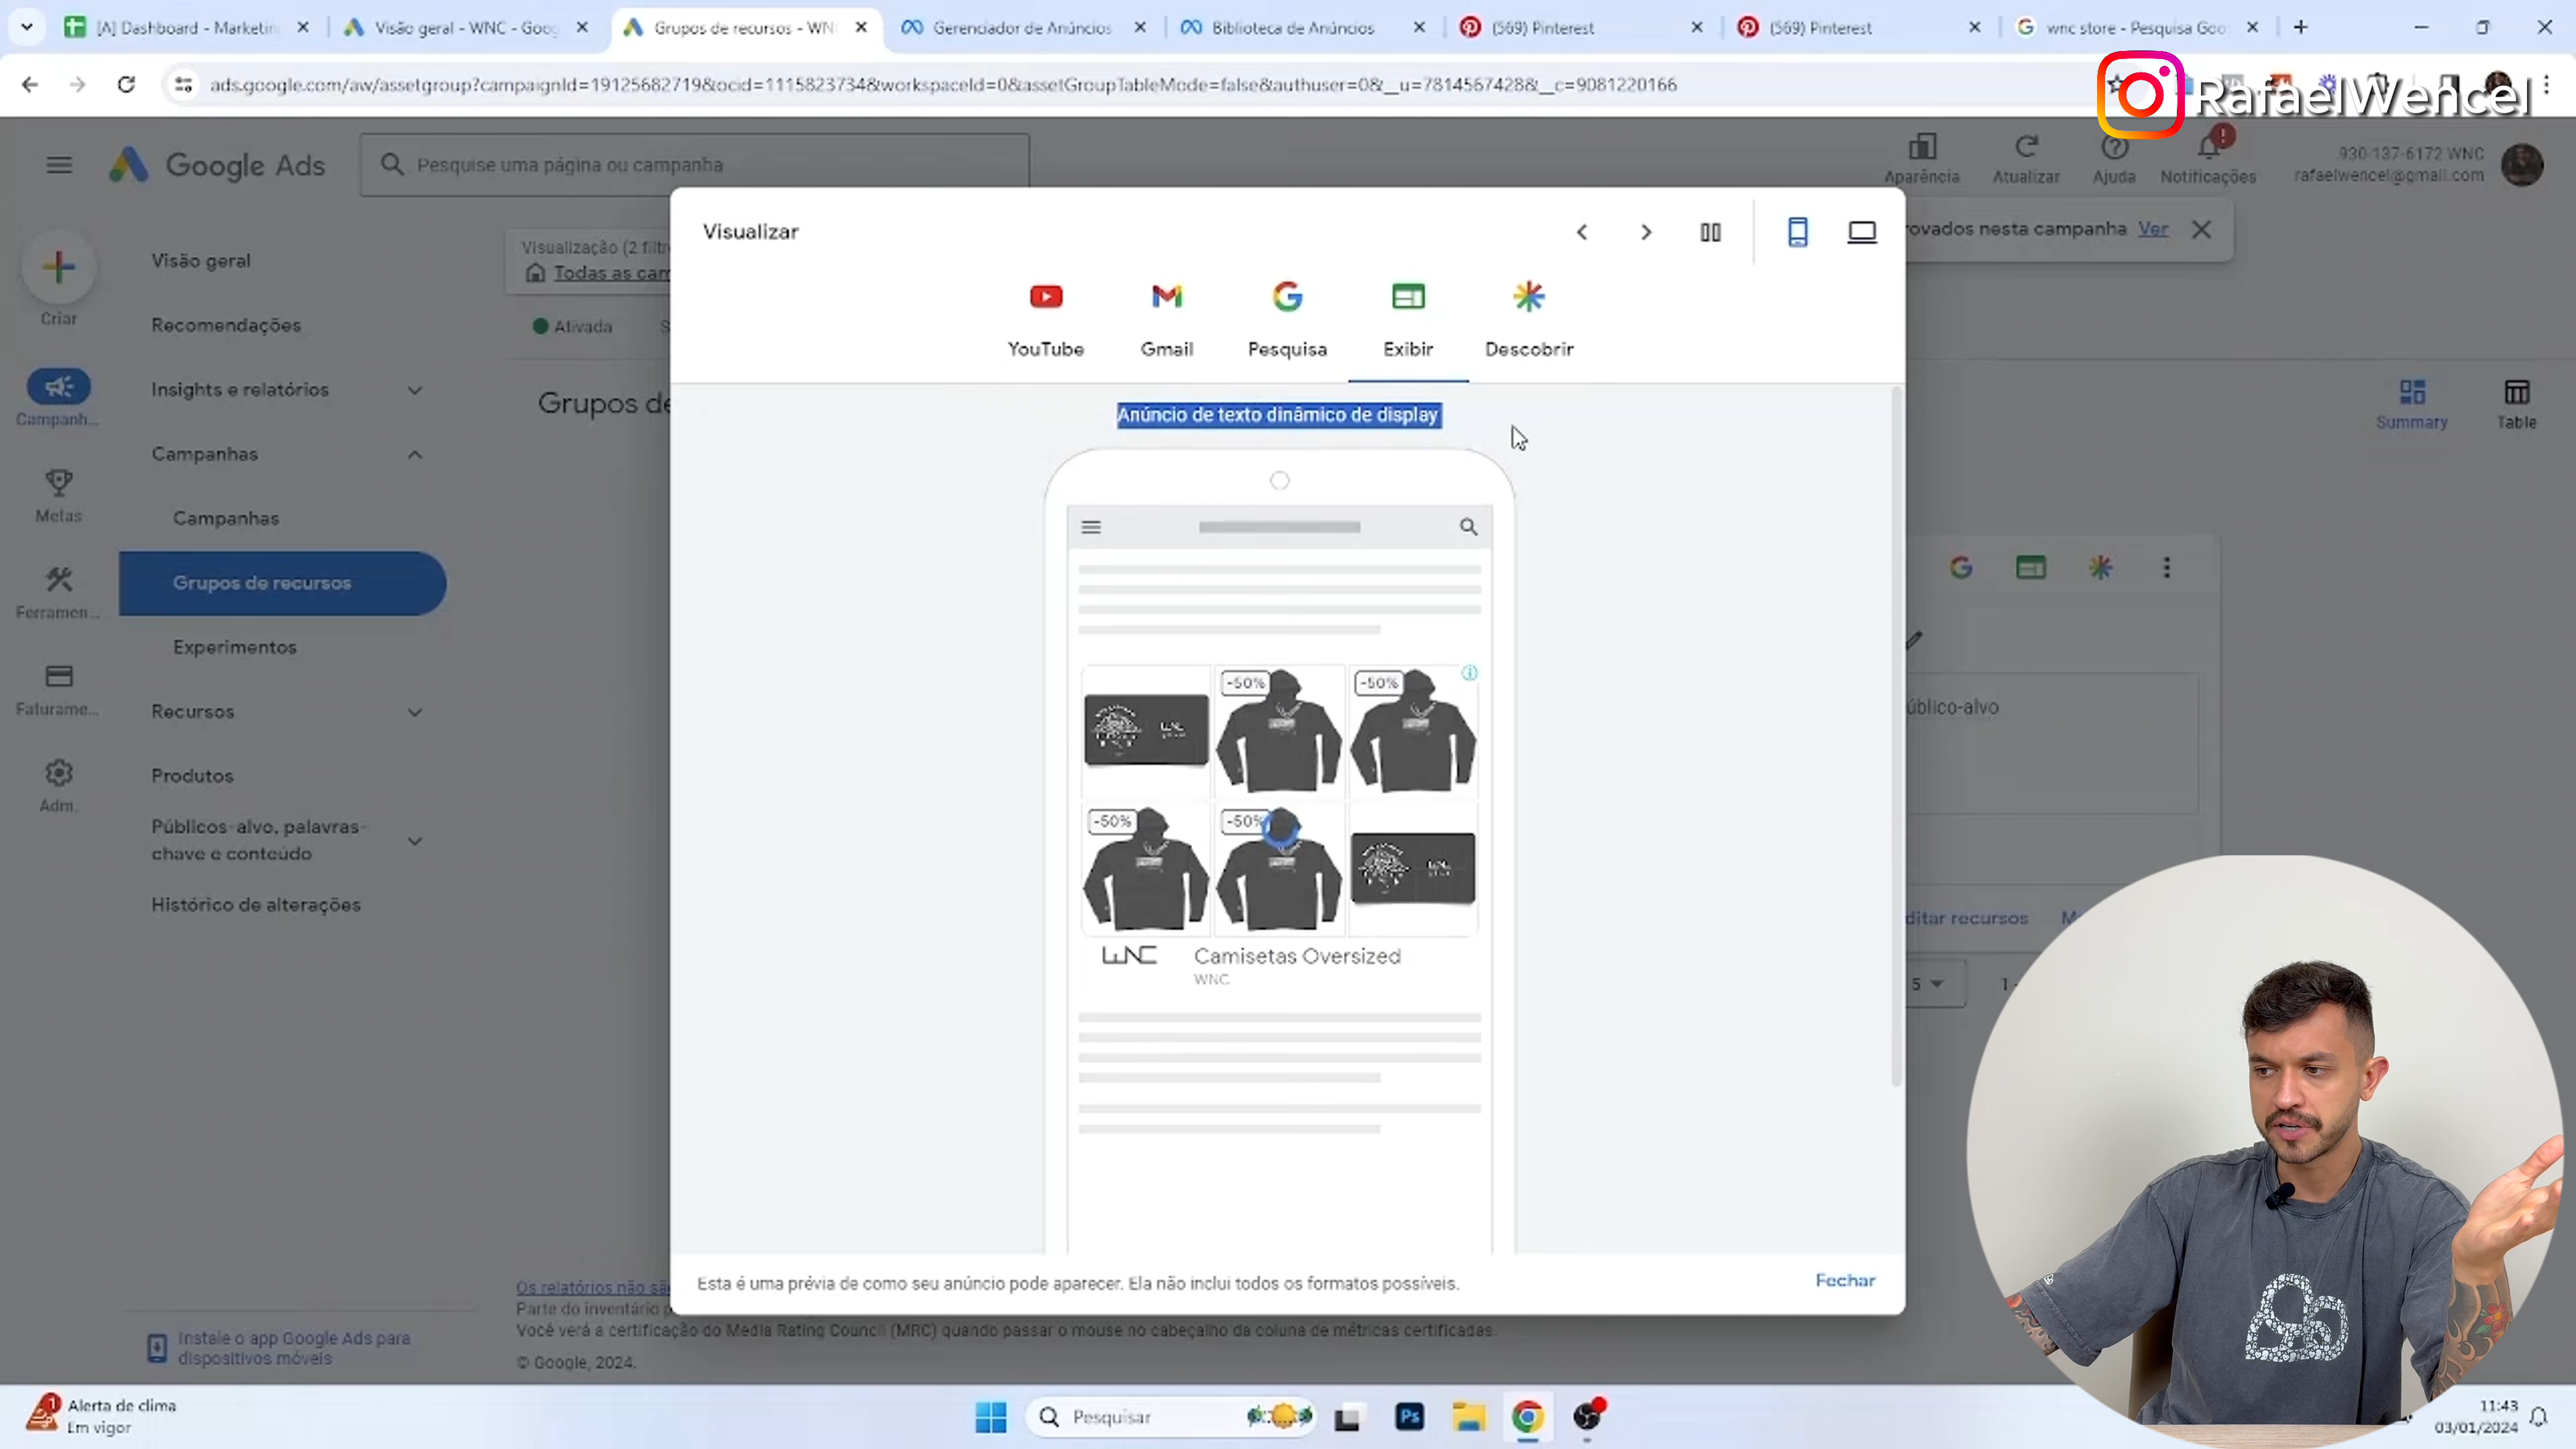 [A] Dashboard - Marketin
Visão geral - WNC - Goog
Grupos de recursos - WN
Gerenciador de Anúncios
Biblioteca de Anúncios
(569) Pinterest
(569) Pinterest
wnc store - Pesquisa Goo
ads.google.com/aw/assetgroup?campaignId=19125682719&ocid=1115823734&workspaceId=0&assetGroupTableMode=false&authuser=0&__u=7814567428&__c=9081220166
RafaelWencel
Google Ads
Pesquise uma página ou campanha
Aparência
Atualizar
Ajuda
Notificações
930-137-6172 WNC
rafaelwencel@gmail.com
Criar
Campanh...
Metas
Ferramen...
Faturame...
Adm.
Visão geral
Recomendações
Insights e relatórios
Campanhas
Campanhas
Grupos de recursos
Experimentos
Recursos
Produtos
Públicos-alvo, palavras-
chave e conteúdo
Histórico de alterações
Instale o app Google Ads para
dispositivos móveis
Visualização (2 filtr
Todas as cam
Ativada
Grupos de
Visualizar
YouTube
Gmail
Pesquisa
Exibir
Descobrir
Anúncio de texto dinâmico de display
-50%
-50%
-50%
-50%
WNC
Camisetas Oversized
WNC
Esta é uma prévia de como seu anúncio pode aparecer. Ela não inclui todos os formatos possíveis.
Fechar
rovados nesta campanha Ver
Summary
Table
úblico-alvo
ditar recursos
5
Os relatórios não sã
Parte do inventário
Você verá a certificação do Media Rating Council (MRC) quando passar o mouse no cabeçalho da coluna de métricas certificadas.
© Google, 2024.
1
Alerta de clima
Em vigor
Pesquisar
Ps
11:43
03/01/2024